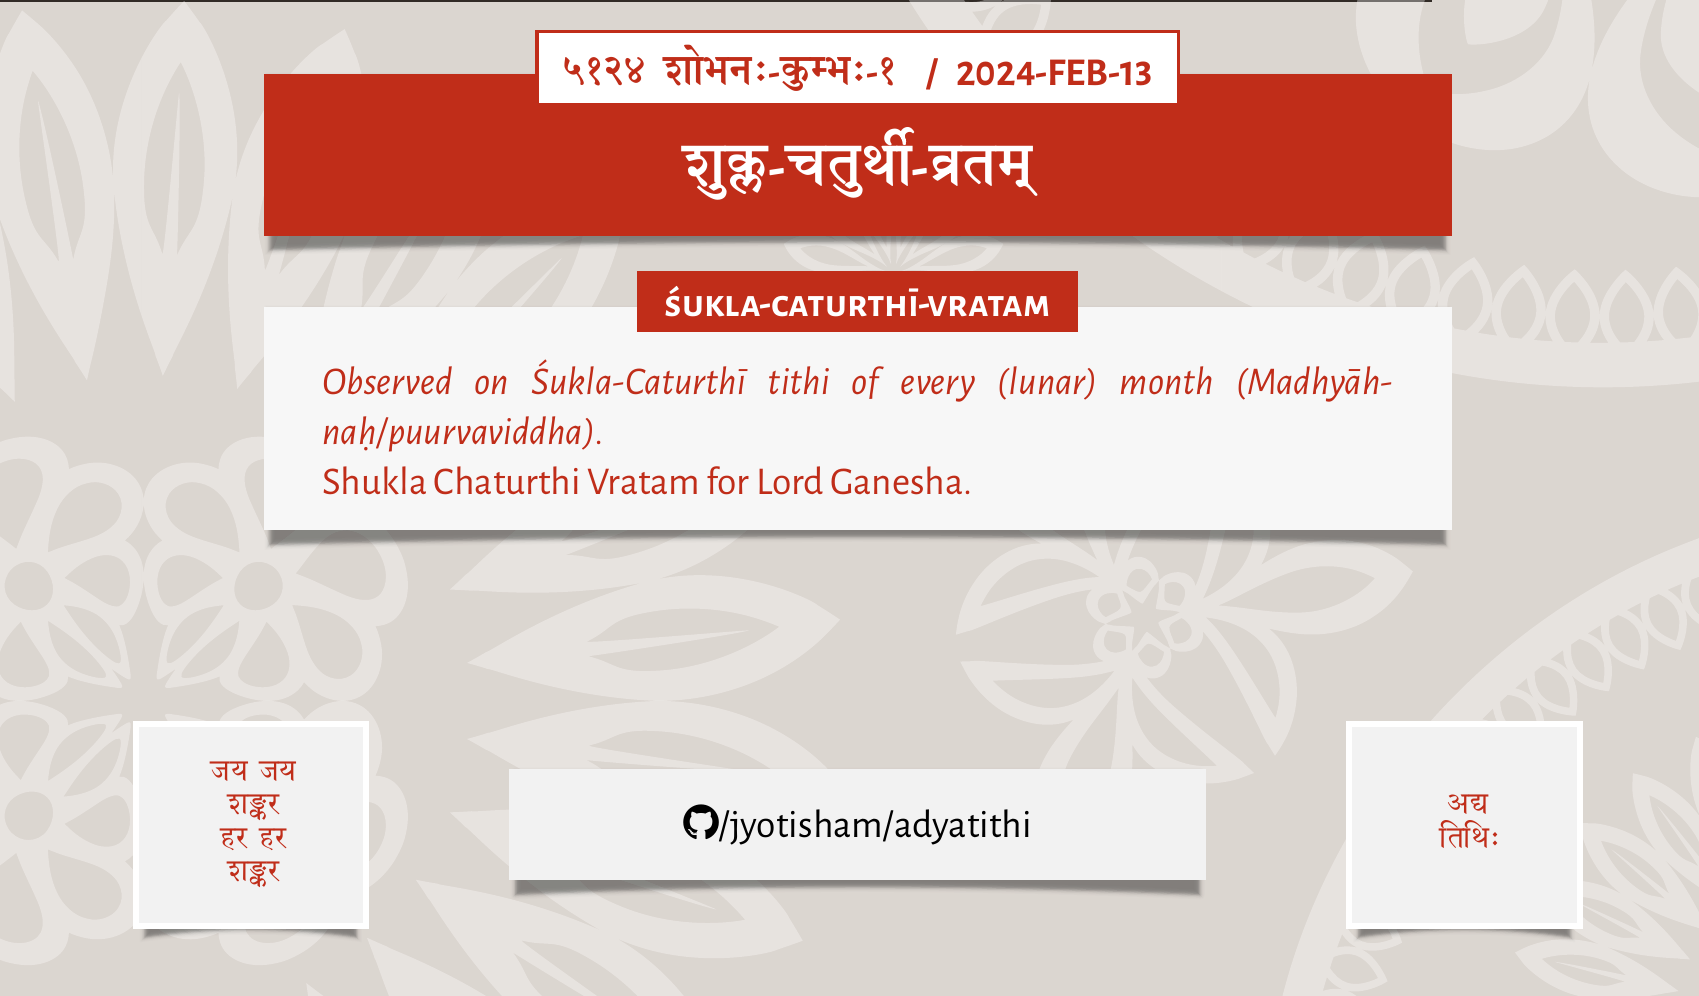 ५१२४ शोभनः-कुम्भः-१ / 2024-FEB-13
शुक्ल-चतुर्थी-व्रतम्
ŚUKLA-CATURTHĪ-VRATAM
Observed on Śukla-Caturthī tithi of every (lunar) month (Madhyāh-
naḥ/puurvaviddha).
Shukla Chaturthi Vratam for Lord Ganesha.
जय जय
शङ्कर
हर हर
शङ्कर
/jyotisham/adyatithi
अद्य
तिथिः